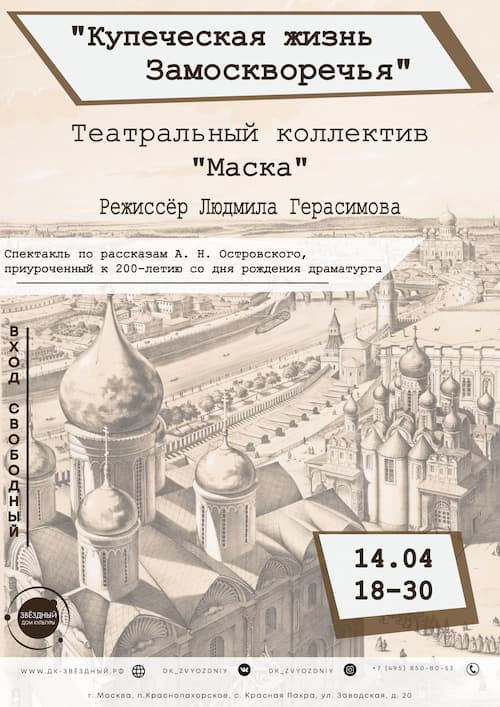 "Купеческая жизнь
Замоскворечья"
Театральный коллектив
"Маска"
Режиссёр Людмила Герасимова
Спектакль по рассказам А. Н. Островского,
приуроченный к 200-летию со дня рождения драматурга
ВХОД СВОБОДНЫЙ
14.04
18-30
ЗВЁЗДНЫЙ
ДОМ КУЛЬТУРЫ
WWW.ДК-ЗВЁЗДНЫЙ.РФ DK_ZVYOZDNIY DK_ZVYOZDNIY +7 (495) 850-80-53
г. Москва, п.Краснопахорское, с. Красная Пахра, ул. Заводская, д. 20